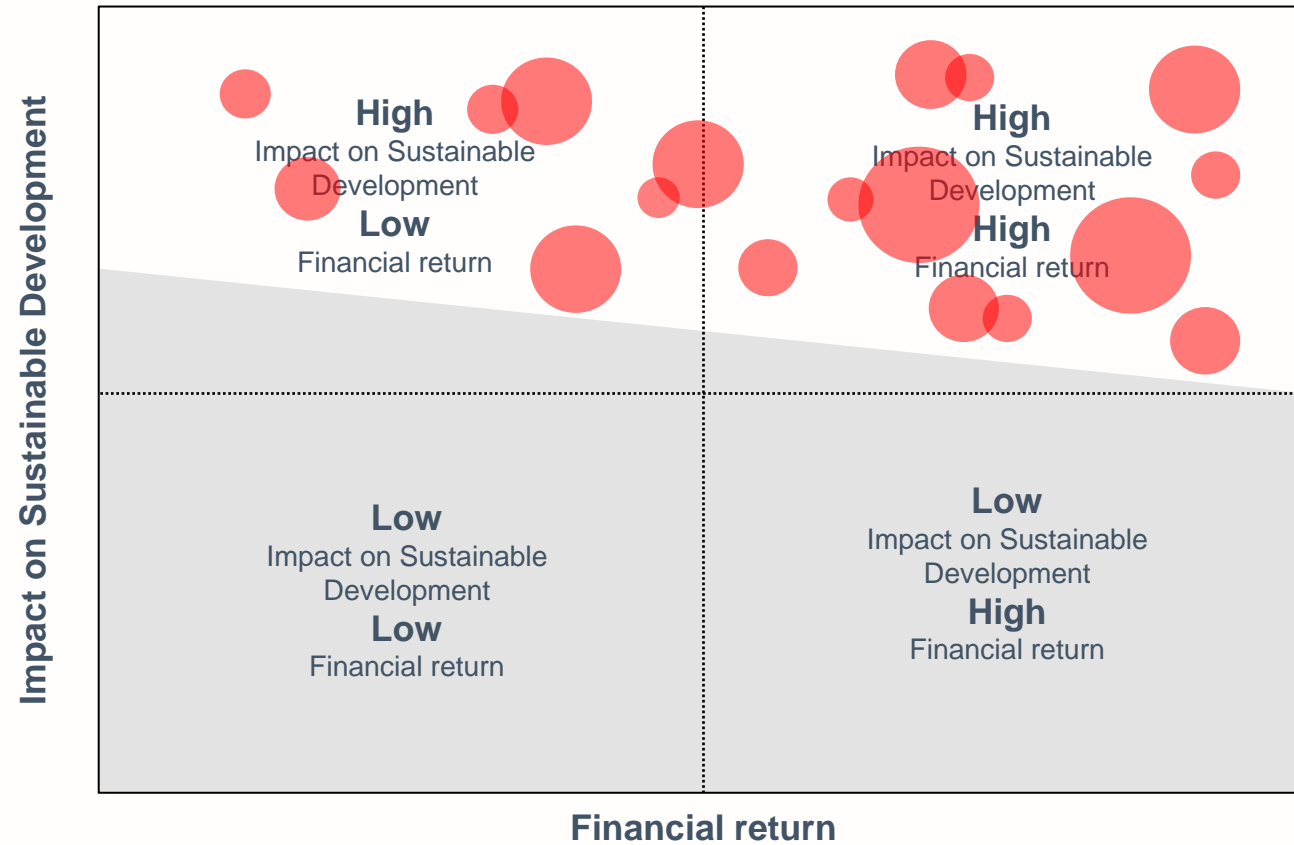 Impact on Sustainable Development
High
Impact on Sustainable
Development
Low
Financial return
High
Impact on Sustainable
Development
High
Financial return
Low
Impact on Sustainable
Development
Low
Financial return
Low
Impact on Sustainable
Development
High
Financial return
Financial return